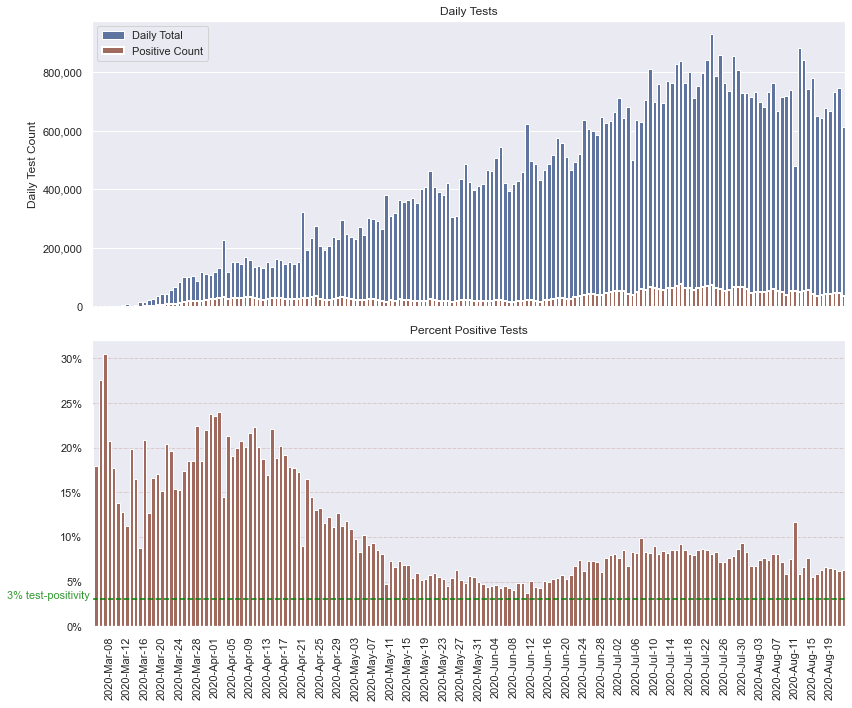 Daily Tests
Daily Total
Positive Count
Daily Test Count
800,000
600,000
400,000
200,000
0
Percent Positive Tests
30%
25%
20%
15%
10%
5%
3% test-positivity
0%
2020-Mar-08
2020-Mar-12
2020-Mar-16
2020-Mar-20
2020-Mar-24
2020-Mar-28
2020-Apr-01
2020-Apr-05
2020-Apr-09
2020-Apr-13
2020-Apr-17
2020-Apr-21
2020-Apr-25
2020-Apr-29
2020-May-03
2020-May-07
2020-May-11
2020-May-15
2020-May-19
2020-May-23
2020-May-27
2020-May-31
2020-Jun-04
2020-Jun-08
2020-Jun-12
2020-Jun-16
2020-Jun-20
2020-Jun-24
2020-Jun-28
2020-Jul-02
2020-Jul-06
2020-Jul-10
2020-Jul-14
2020-Jul-18
2020-Jul-22
2020-Jul-26
2020-Jul-30
2020-Aug-03
2020-Aug-07
2020-Aug-11
2020-Aug-15
2020-Aug-19